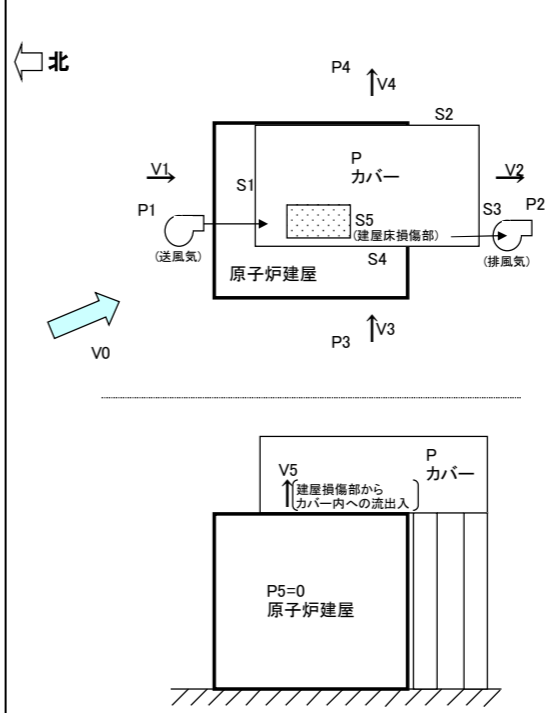 北
P4
V4
S2
V1
P
カバー
V2
S1
P1
S5
(建屋床損傷部)
S3
P2
(送風気)
S4
(排風気)
原子炉建屋
P3
V3
V0
P
カバー
V5
建屋損傷部から
カバー内への流出入
P5=0
原子炉建屋